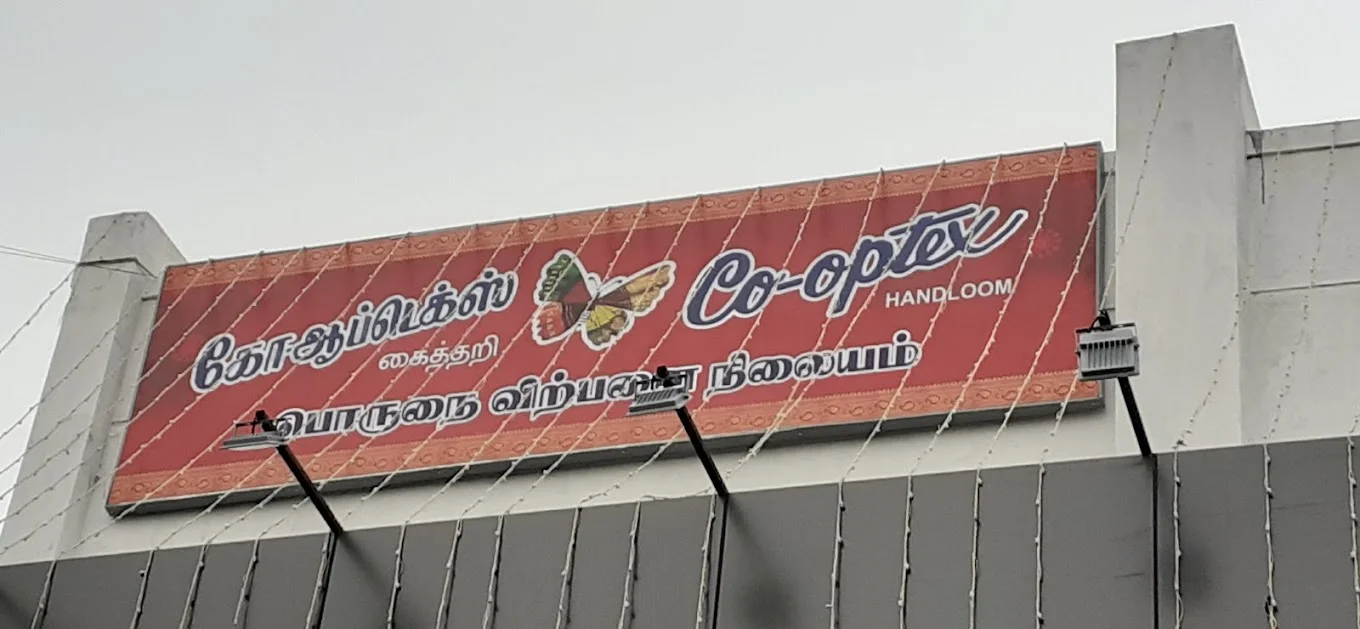 கோஆப்டெக்ஸ்
கைத்தறி
Co-optex
HANDLOOM
பொருநை விற்பனை நிலையம்